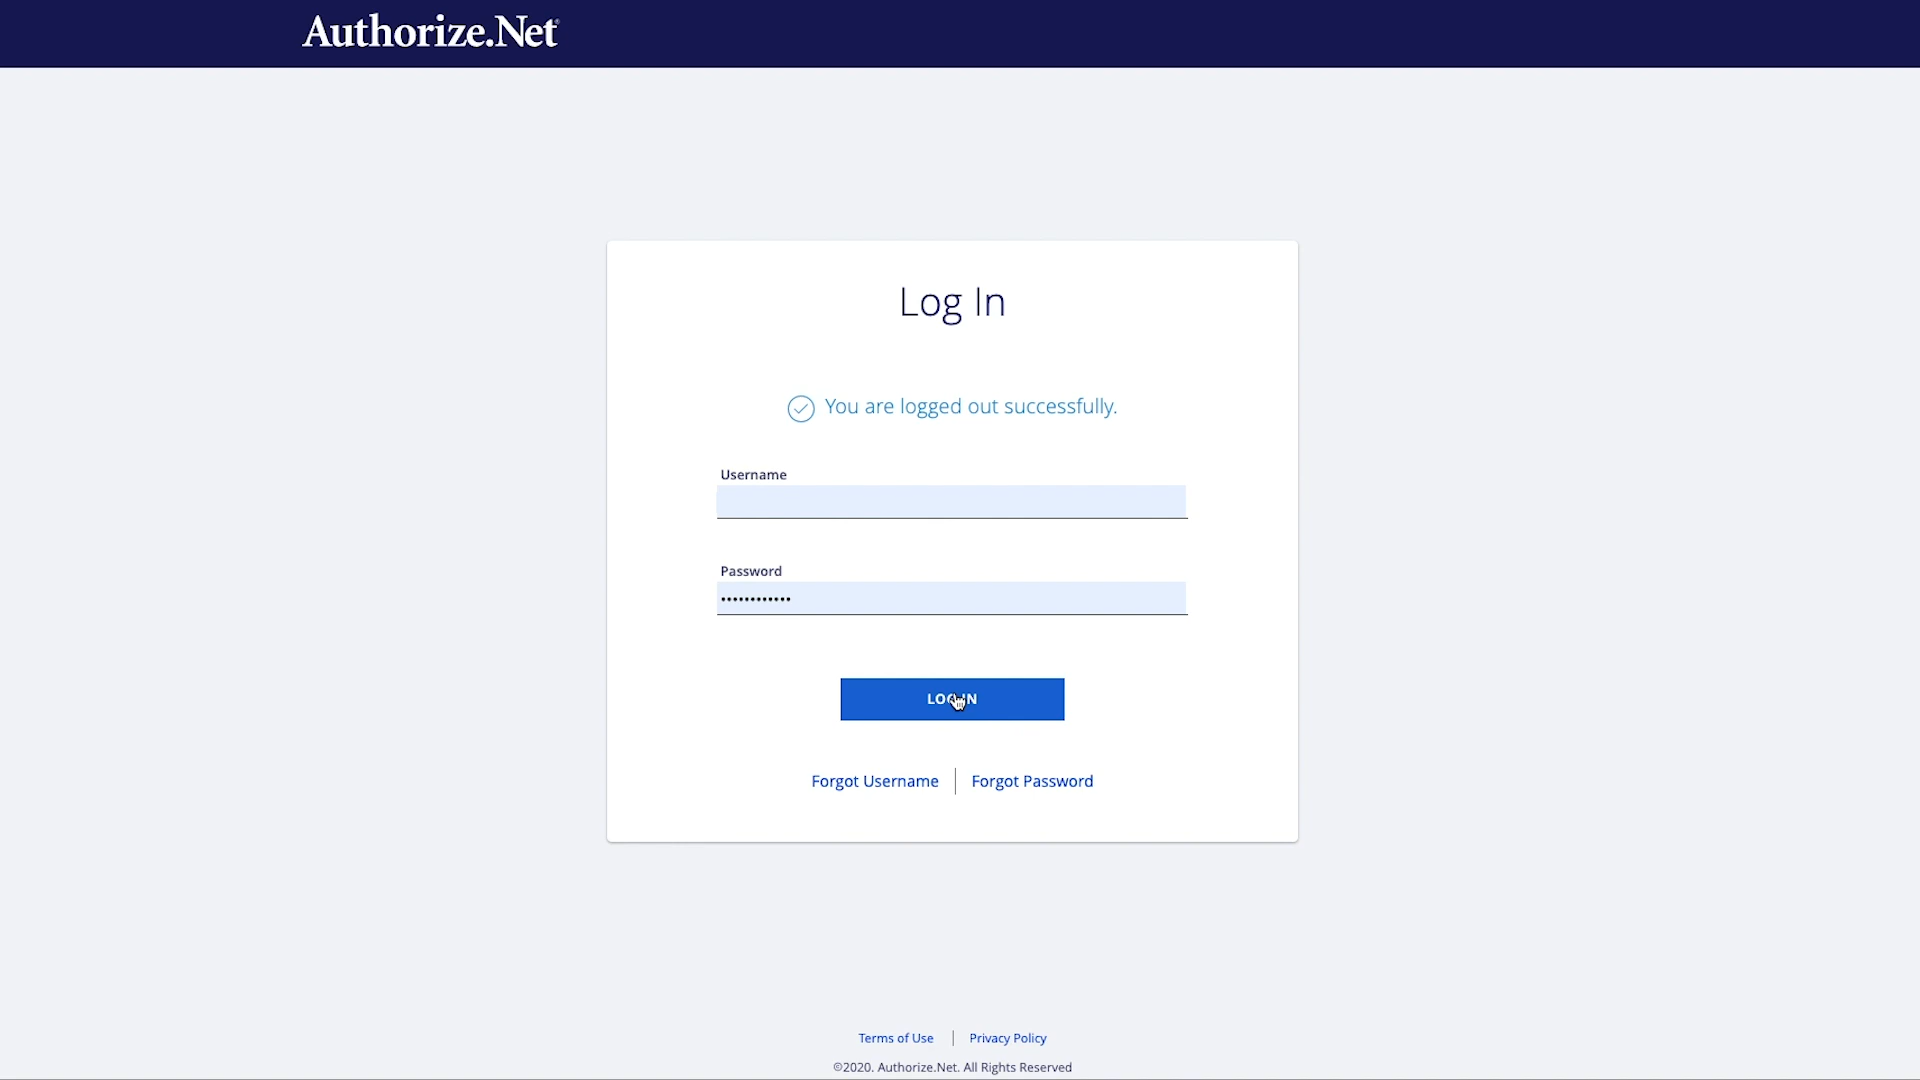 Authorize.Net
Log In
You are logged out successfully.
Username
Password
••••••••••••
LOG IN
Forgot Username
Forgot Password
Terms of Use
Privacy Policy
©2020. Authorize.Net. All Rights Reserved